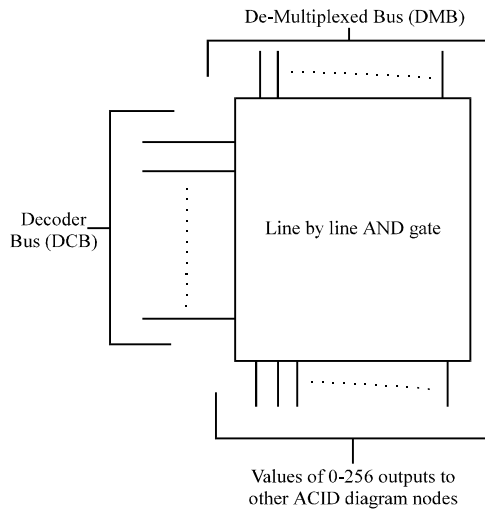 De-Multiplexed Bus (DMB)
Decoder
Bus (DCB)
Line by line AND gate
Values of 0-256 outputs to
other ACID diagram nodes